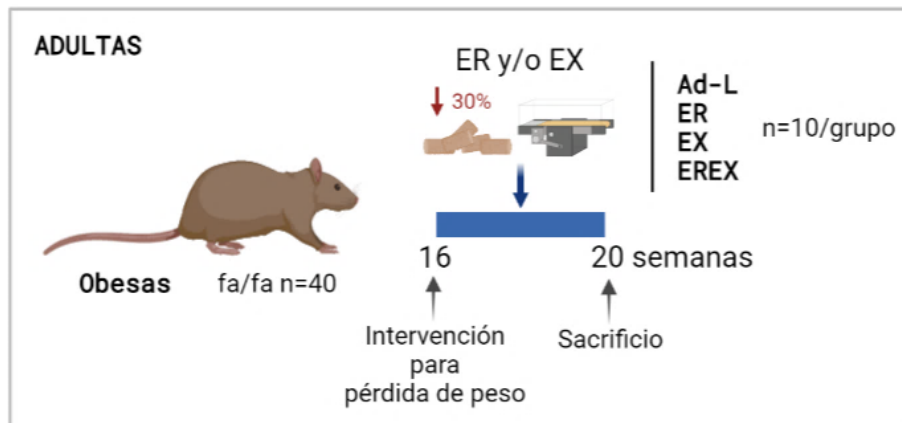 ADULTAS
ER y/o EX
30%
Ad-L
ER
EX
EREX
n=10/grupo
Obesas fa/fa n=40
16
20 semanas
Intervención
para
pérdida de peso
Sacrificio